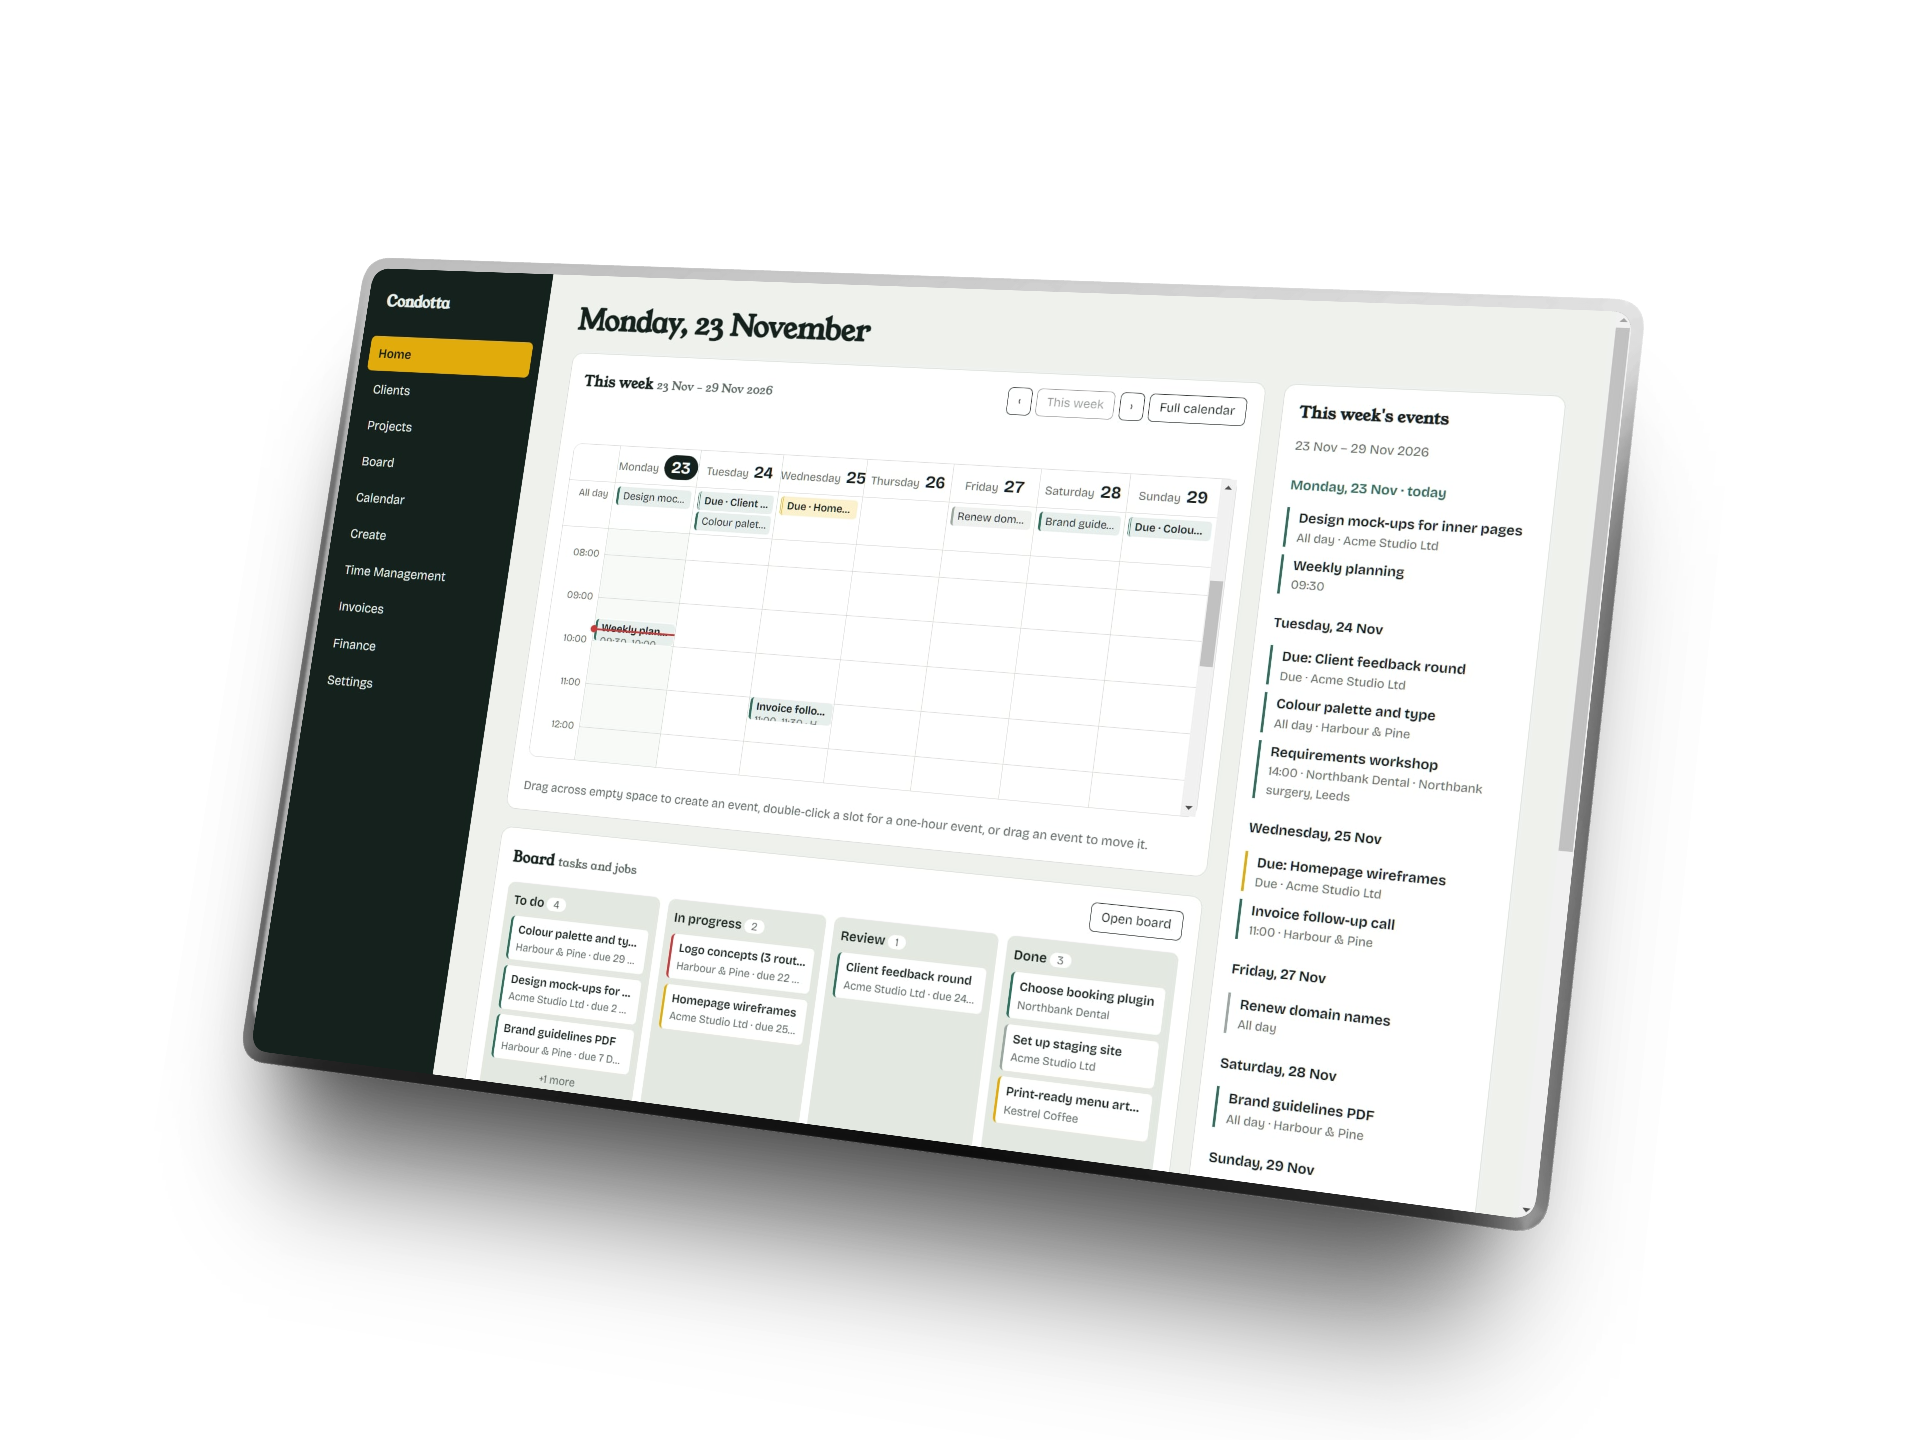 Condotta
Home
Clients
Projects
Board
Calendar
Create
Time Management
Invoices
Finance
Settings
Monday, 23 November
This week 23 Nov – 29 Nov 2026
‹ This week › Full calendar
Monday 23 Tuesday 24 Wednesday 25 Thursday 26 Friday 27 Saturday 28 Sunday 29
All day Design moc... Due · Client ... Due · Home... Renew dom... Brand guide... Due · Colou...
Colour palet...
08:00
09:00
Weekly plan...
09:30–10:00
10:00
11:00
Invoice follo...
11:00–11:30 · H
12:00
Drag across empty space to create an event, double-click a slot for a one-hour event, or drag an event to move it.
Board tasks and jobs
Open board
To do 4
Colour palette and ty...
Harbour & Pine · due 29 ...
Design mock-ups for ...
Acme Studio Ltd · due 2 ...
Brand guidelines PDF
Harbour & Pine · due 7 D...
+1 more
In progress 2
Logo concepts (3 rout...
Harbour & Pine · due 22 ...
Homepage wireframes
Acme Studio Ltd · due 25...
Review 1
Client feedback round
Acme Studio Ltd · due 24...
Done 3
Choose booking plugin
Northbank Dental
Set up staging site
Acme Studio Ltd
Print-ready menu art...
Kestrel Coffee
This week's events
23 Nov – 29 Nov 2026
Monday, 23 Nov · today
Design mock-ups for inner pages
All day · Acme Studio Ltd
Weekly planning
09:30
Tuesday, 24 Nov
Due: Client feedback round
Due · Acme Studio Ltd
Colour palette and type
All day · Harbour & Pine
Requirements workshop
14:00 · Northbank Dental · Northbank
surgery, Leeds
Wednesday, 25 Nov
Due: Homepage wireframes
Due · Acme Studio Ltd
Invoice follow-up call
11:00 · Harbour & Pine
Friday, 27 Nov
Renew domain names
All day
Saturday, 28 Nov
Brand guidelines PDF
All day · Harbour & Pine
Sunday, 29 Nov